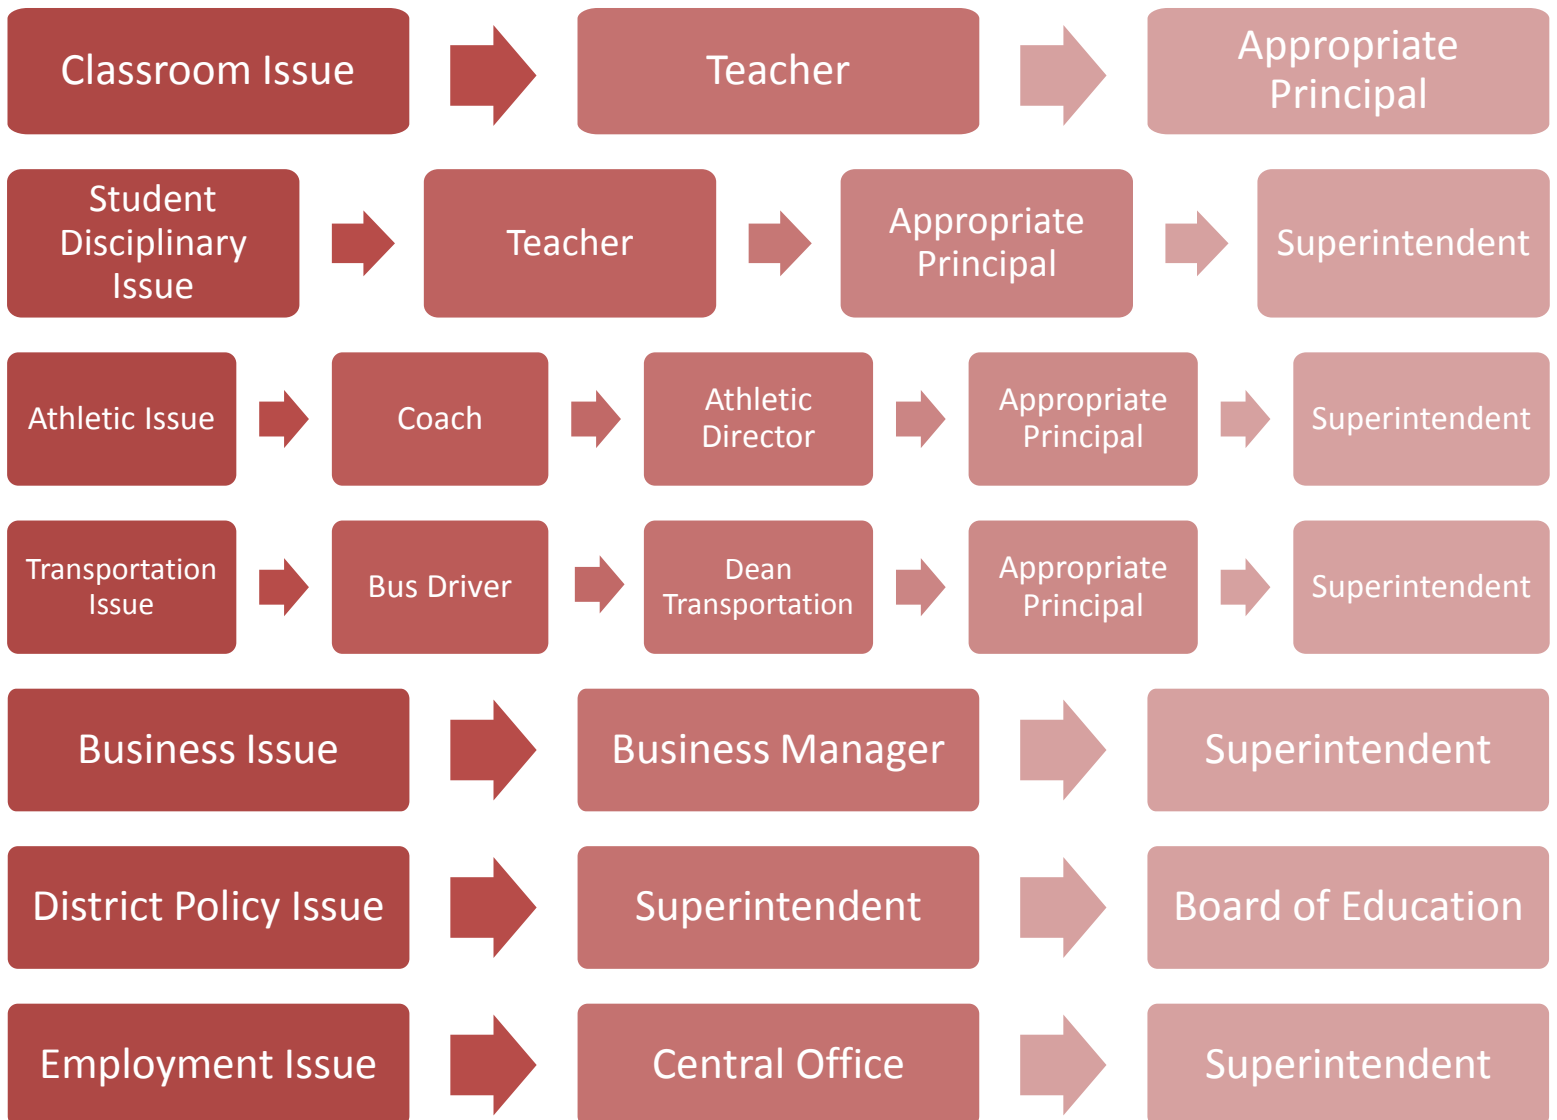 Classroom Issue
Teacher
Appropriate
Principal
Student
Disciplinary
Issue
Teacher
Appropriate
Principal
Superintendent
Athletic Issue
Coach
Athletic
Director
Appropriate
Principal
Superintendent
Transportation
Issue
Bus Driver
Dean
Transportation
Appropriate
Principal
Superintendent
Business Issue
Business Manager
Superintendent
District Policy Issue
Superintendent
Board of Education
Employment Issue
Central Office
Superintendent